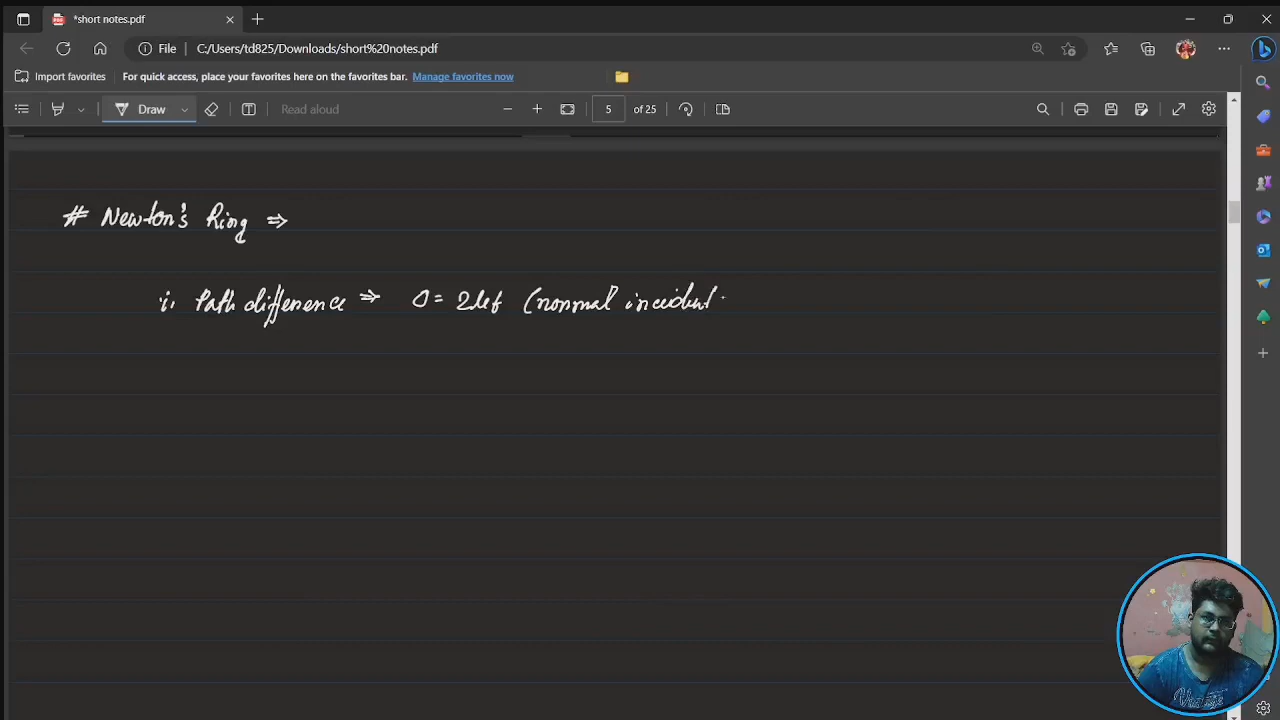 *short notes.pdf
File C:/Users/td825/Downloads/short%20notes.pdf
Import favorites For quick access, place your favorites here on the favorites bar. Manage favorites now
Draw Read aloud 5 of 25
# Newton's Ring ⇒
i, Path difference ⇒ Δ = 2μt (normal incident